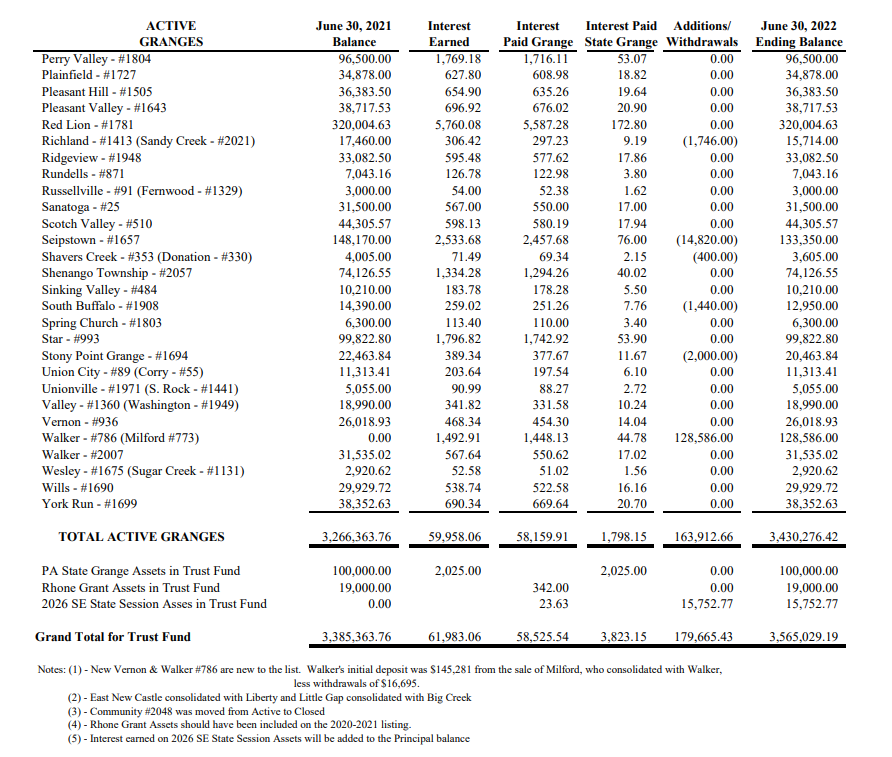 ACTIVE June 30, 2021 Interest Interest Interest Paid Additions/ June 30, 2022
GRANGES Balance Earned Paid Grange State Grange Withdrawals Ending Balance
Perry Valley - #1804 96,500.00 1,769.18 1,716.11 53.07 0.00 96,500.00
Plainfield - #1727 34,878.00 627.80 608.98 18.82 0.00 34,878.00
Pleasant Hill - #1505 36,383.50 654.90 635.26 19.64 0.00 36,383.50
Pleasant Valley - #1643 38,717.53 696.92 676.02 20.90 0.00 38,717.53
Red Lion - #1781 320,004.63 5,760.08 5,587.28 172.80 0.00 320,004.63
Richland - #1413 (Sandy Creek - #2021) 17,460.00 306.42 297.23 9.19 (1,746.00) 15,714.00
Ridgeview - #1948 33,082.50 595.48 577.62 17.86 0.00 33,082.50
Rundells - #871 7,043.16 126.78 122.98 3.80 0.00 7,043.16
Russellville - #91 (Fernwood - #1329) 3,000.00 54.00 52.38 1.62 0.00 3,000.00
Sanatoga - #25 31,500.00 567.00 550.00 17.00 0.00 31,500.00
Scotch Valley - #510 44,305.57 598.13 580.19 17.94 0.00 44,305.57
Seipstown - #1657 148,170.00 2,533.68 2,457.68 76.00 (14,820.00) 133,350.00
Shavers Creek - #353 (Donation - #330) 4,005.00 71.49 69.34 2.15 (400.00) 3,605.00
Shenango Township - #2057 74,126.55 1,334.28 1,294.26 40.02 0.00 74,126.55
Sinking Valley - #484 10,210.00 183.78 178.28 5.50 0.00 10,210.00
South Buffalo - #1908 14,390.00 259.02 251.26 7.76 (1,440.00) 12,950.00
Spring Church - #1803 6,300.00 113.40 110.00 3.40 0.00 6,300.00
Star - #993 99,822.80 1,796.82 1,742.92 53.90 0.00 99,822.80
Stony Point Grange - #1694 22,463.84 389.34 377.67 11.67 (2,000.00) 20,463.84
Union City - #89 (Corry - #55) 11,313.41 203.64 197.54 6.10 0.00 11,313.41
Unionville - #1971 (S. Rock - #1441) 5,055.00 90.99 88.27 2.72 0.00 5,055.00
Valley - #1360 (Washington - #1949) 18,990.00 341.82 331.58 10.24 0.00 18,990.00
Vernon - #936 26,018.93 468.34 454.30 14.04 0.00 26,018.93
Walker - #786 (Milford #773) 0.00 1,492.91 1,448.13 44.78 128,586.00 128,586.00
Walker - #2007 31,535.02 567.64 550.62 17.02 0.00 31,535.02
Wesley - #1675 (Sugar Creek - #1131) 2,920.62 52.58 51.02 1.56 0.00 2,920.62
Wills - #1690 29,929.72 538.74 522.58 16.16 0.00 29,929.72
York Run - #1699 38,352.63 690.34 669.64 20.70 0.00 38,352.63
TOTAL ACTIVE GRANGES 3,266,363.76 59,958.06 58,159.91 1,798.15 163,912.66 3,430,276.42
PA State Grange Assets in Trust Fund 100,000.00 2,025.00 2,025.00 0.00 100,000.00
Rhone Grant Assets in Trust Fund 19,000.00 342.00 0.00 19,000.00
2026 SE State Session Asses in Trust Fund 0.00 23.63 15,752.77 15,752.77
Grand Total for Trust Fund 3,385,363.76 61,983.06 58,525.54 3,823.15 179,665.43 3,565,029.19
Notes: (1) - New Vernon & Walker #786 are new to the list. Walker's initial deposit was $145,281 from the sale of Milford, who consolidated with Walker,
less withdrawals of $16,695.
(2) - East New Castle consolidated with Liberty and Little Gap consolidated with Big Creek
(3) - Community #2048 was moved from Active to Closed
(4) - Rhone Grant Assets should have been included on the 2020-2021 listing.
(5) - Interest earned on 2026 SE State Session Assets will be added to the Principal balance